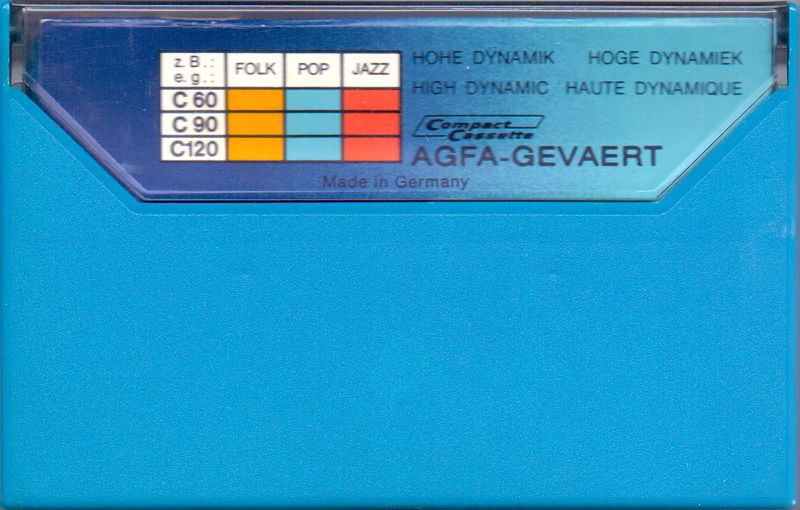 z. B.:
e. g.:
FOLK POP JAZZ
C 60
C 90
C120
HOHE DYNAMIK HOGE DYNAMIEK
HIGH DYNAMIC HAUTE DYNAMIQUE
Compact
Cassette
AGFA-GEVAERT
Made in Germany